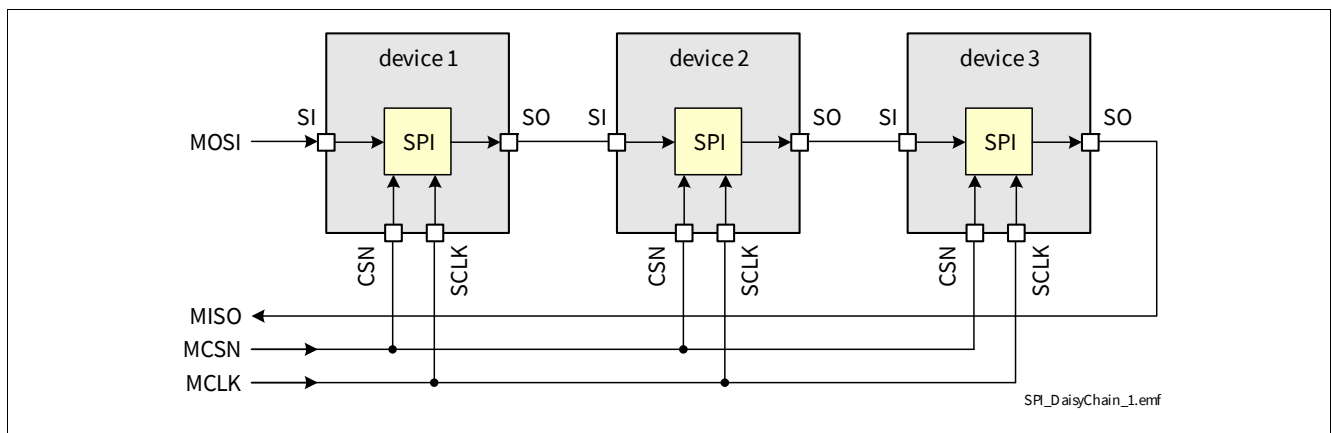 device 1 device 2 device 3
SI SO SI SO SI SO
MOSI SPI SPI SPI
CSN SCLK CSN SCLK CSN SCLK
MISO
MCSN
MCLK
SPI_DaisyChain_1.emf